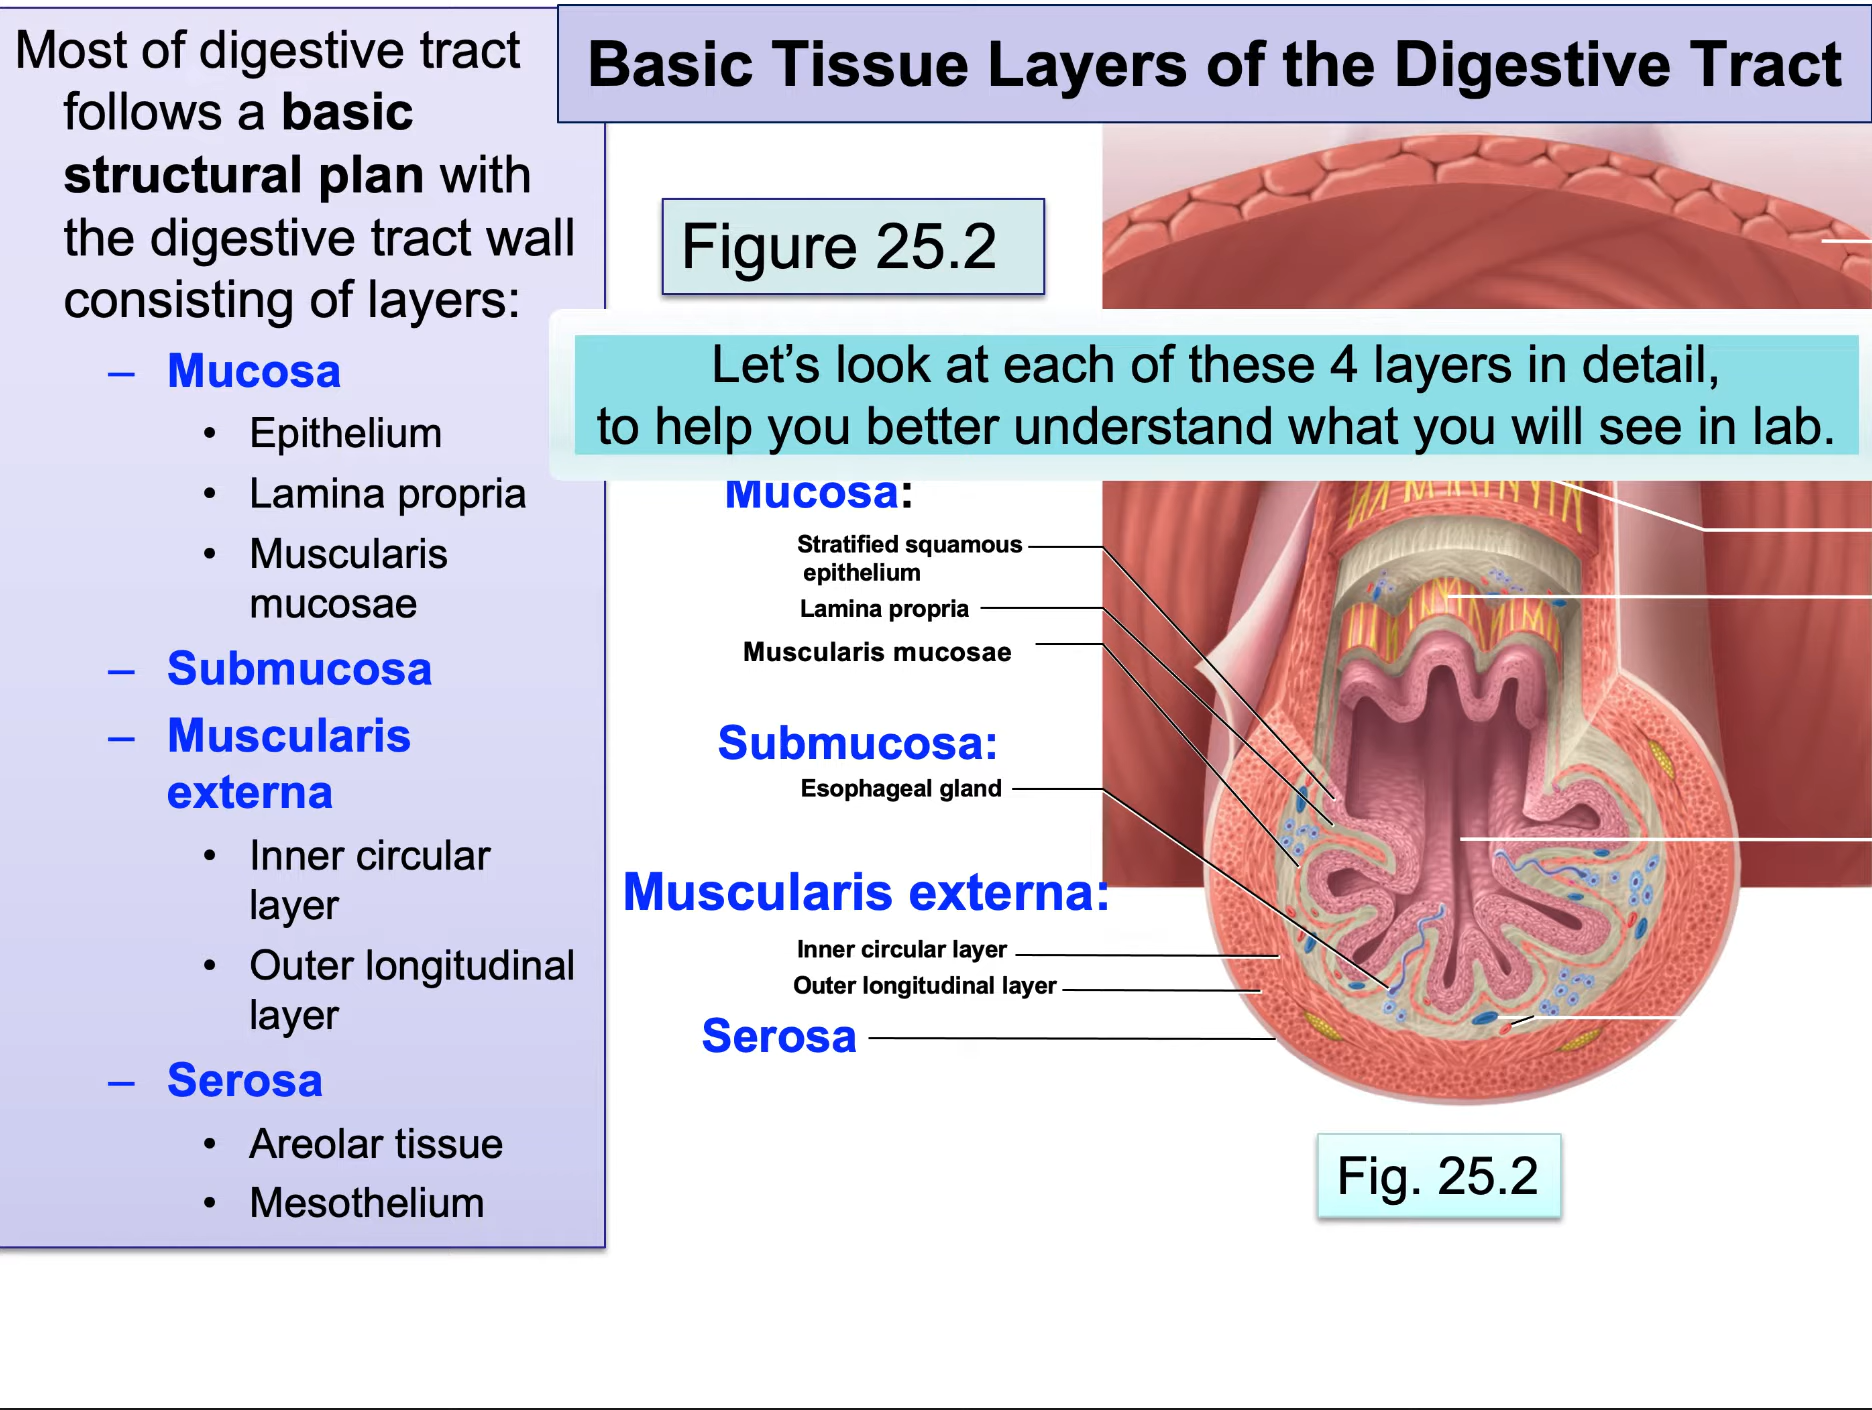 Most of digestive tract
follows a basic
structural plan with
the digestive tract wall
consisting of layers:
– Mucosa
• Epithelium
• Lamina propria
• Muscularis
mucosae
– Submucosa
– Muscularis
externa
• Inner circular
layer
• Outer longitudinal
layer
– Serosa
• Areolar tissue
• Mesothelium
Basic Tissue Layers of the Digestive Tract
Figure 25.2
Let’s look at each of these 4 layers in detail,
to help you better understand what you will see in lab.
Mucosa:
Stratified squamous
epithelium
Lamina propria
Muscularis mucosae
Submucosa:
Esophageal gland
Muscularis externa:
Inner circular layer
Outer longitudinal layer
Serosa
Fig. 25.2